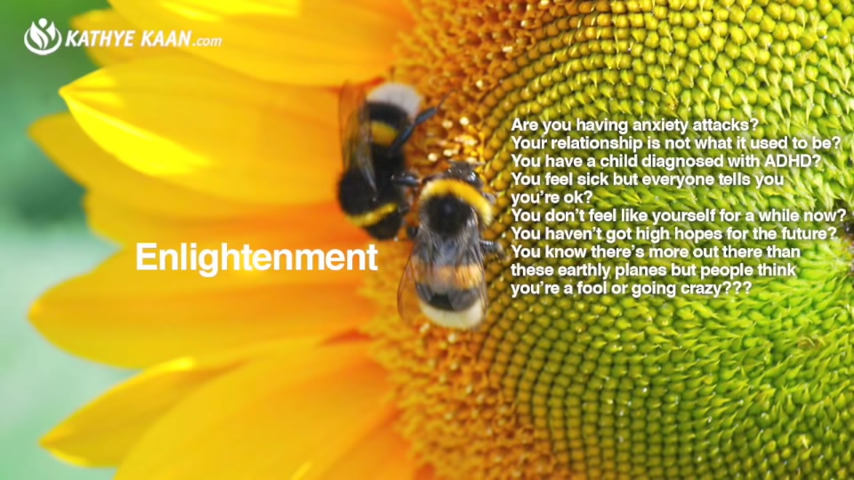 KATHYE KAAN.com
Enlightenment
Are you having anxiety attacks?
Your relationship is not what it used to be?
You have a child diagnosed with ADHD?
You feel sick but everyone tells you
you're ok?
You don't feel like yourself for a while now?
You haven't got high hopes for the future?
You know there's more out there than
these earthly planes but people think
you're a fool or going crazy???